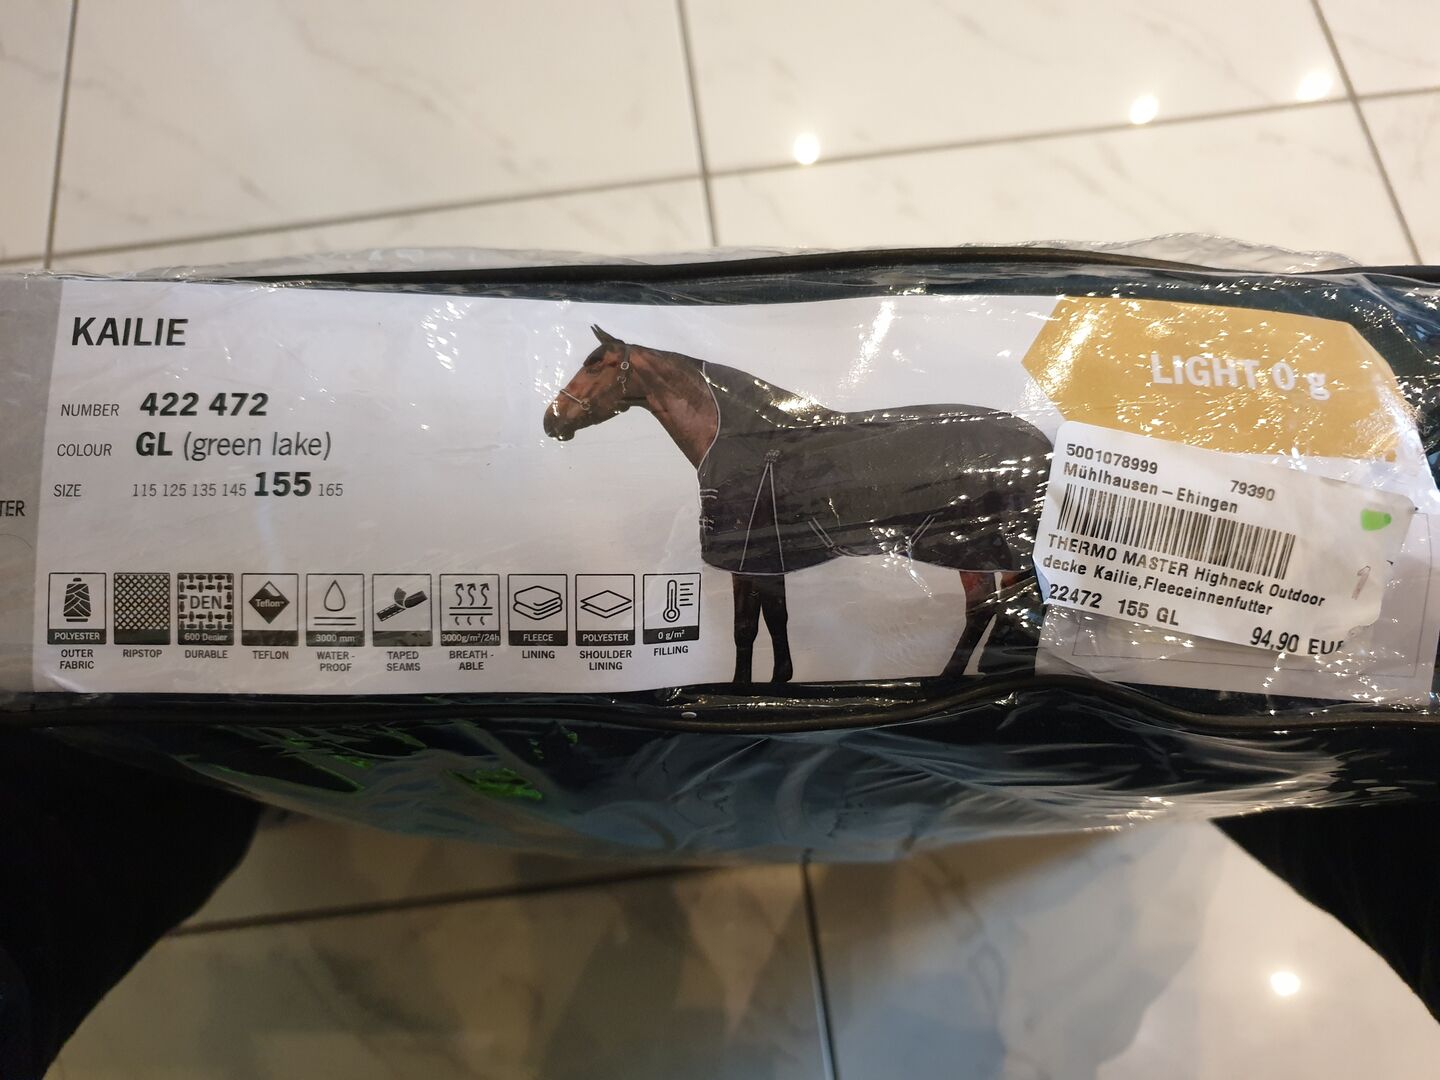 KAILIE
NUMBER 422 472
COLOUR GL (green lake)
SIZE 115 125 135 145 155 165
TER
POLYESTER
OUTER
FABRIC
RIPSTOP
DEN
600 Denier
DURABLE
Teflon™
TEFLON
3000 mm
WATER-
PROOF
TAPED
SEAMS
3000g/m²/24h
BREATH-
ABLE
FLEECE
LINING
POLYESTER
SHOULDER
LINING
0 g/m²
FILLING
LIGHT 0 g
5001078999 79390
Mühlhausen – Ehingen
THERMO MASTER Highneck Outdoor
decke Kailie,Fleeceinnenfutter
22472 155 GL
94,90 EUR
1